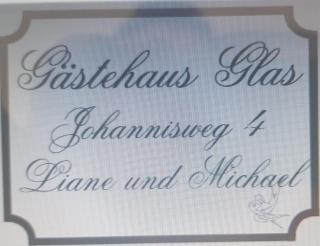 Gästehaus Glas
Johannisweg 4
Liane und Michael